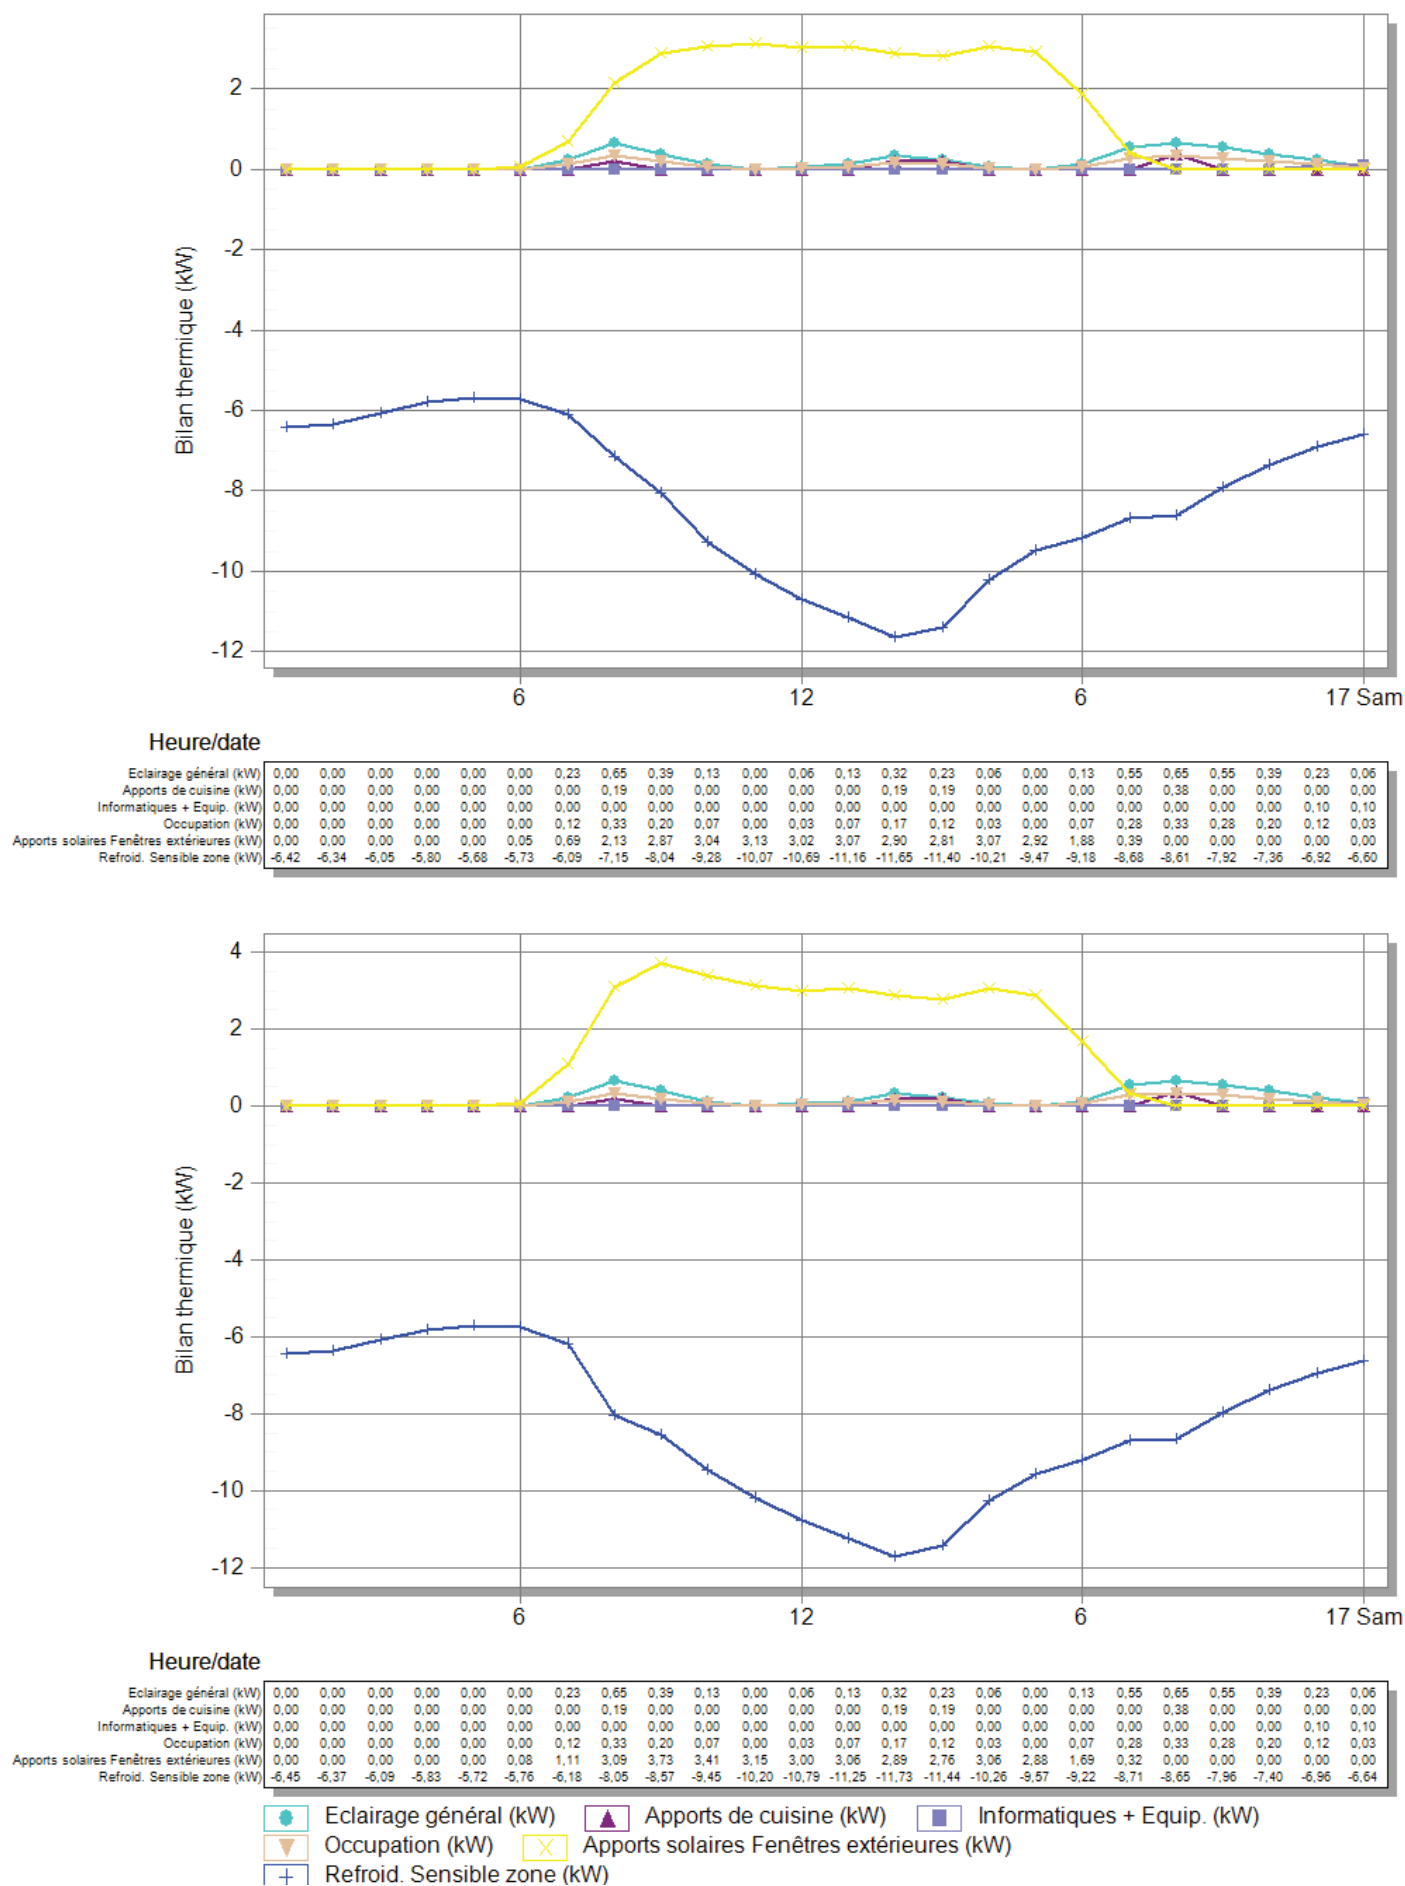 2
0
-2
-4
-6
-8
-10
-12
Bilan thermique (kW)
6 12 6 17 Sam
Heure/date
Eclairage général (kW) 0,00 0,00 0,00 0,00 0,00 0,00 0,23 0,65 0,39 0,13 0,00 0,06 0,13 0,32 0,23 0,06 0,00 0,13 0,55 0,65 0,55 0,39 0,23 0,06
Apports de cuisine (kW) 0,00 0,00 0,00 0,00 0,00 0,00 0,00 0,19 0,00 0,00 0,00 0,00 0,00 0,19 0,19 0,00 0,00 0,00 0,00 0,38 0,00 0,00 0,00 0,00
Informatiques + Equip. (kW) 0,00 0,00 0,00 0,00 0,00 0,00 0,00 0,00 0,00 0,00 0,00 0,00 0,00 0,00 0,00 0,00 0,00 0,00 0,00 0,00 0,00 0,00 0,10 0,10
Occupation (kW) 0,00 0,00 0,00 0,00 0,00 0,00 0,12 0,33 0,20 0,07 0,00 0,03 0,07 0,17 0,12 0,03 0,00 0,07 0,28 0,33 0,28 0,20 0,12 0,03
Apports solaires Fenêtres extérieures (kW) 0,00 0,00 0,00 0,00 0,00 0,05 0,69 2,13 2,87 3,04 3,13 3,02 3,07 2,90 2,81 3,07 2,92 1,88 0,39 0,00 0,00 0,00 0,00 0,00
Refroid. Sensible zone (kW) -6,42 -6,34 -6,05 -5,80 -5,68 -5,73 -6,09 -7,15 -8,04 -9,28 -10,07 -10,69 -11,16 -11,65 -11,40 -10,21 -9,47 -9,18 -8,68 -8,61 -7,92 -7,36 -6,92 -6,60
4
2
0
-2
-4
-6
-8
-10
-12
Bilan thermique (kW)
6 12 6 17 Sam
Heure/date
Eclairage général (kW) 0,00 0,00 0,00 0,00 0,00 0,00 0,23 0,65 0,39 0,13 0,00 0,06 0,13 0,32 0,23 0,06 0,00 0,13 0,55 0,65 0,55 0,39 0,23 0,06
Apports de cuisine (kW) 0,00 0,00 0,00 0,00 0,00 0,00 0,00 0,19 0,00 0,00 0,00 0,00 0,00 0,19 0,19 0,00 0,00 0,00 0,00 0,38 0,00 0,00 0,00 0,00
Informatiques + Equip. (kW) 0,00 0,00 0,00 0,00 0,00 0,00 0,00 0,00 0,00 0,00 0,00 0,00 0,00 0,00 0,00 0,00 0,00 0,00 0,00 0,00 0,00 0,00 0,10 0,10
Occupation (kW) 0,00 0,00 0,00 0,00 0,00 0,00 0,12 0,33 0,20 0,07 0,00 0,03 0,07 0,17 0,12 0,03 0,00 0,07 0,28 0,33 0,28 0,20 0,12 0,03
Apports solaires Fenêtres extérieures (kW) 0,00 0,00 0,00 0,00 0,00 0,08 1,11 3,09 3,73 3,41 3,15 3,00 3,06 2,89 2,76 3,06 2,88 1,69 0,32 0,00 0,00 0,00 0,00 0,00
Refroid. Sensible zone (kW) -6,45 -6,37 -6,09 -5,83 -5,72 -5,76 -6,18 -8,05 -8,57 -9,45 -10,20 -10,79 -11,25 -11,73 -11,44 -10,26 -9,57 -9,22 -8,71 -8,65 -7,96 -7,40 -6,96 -6,64
Eclairage général (kW) Apports de cuisine (kW) Informatiques + Equip. (kW)
Occupation (kW) Apports solaires Fenêtres extérieures (kW)
Refroid. Sensible zone (kW)